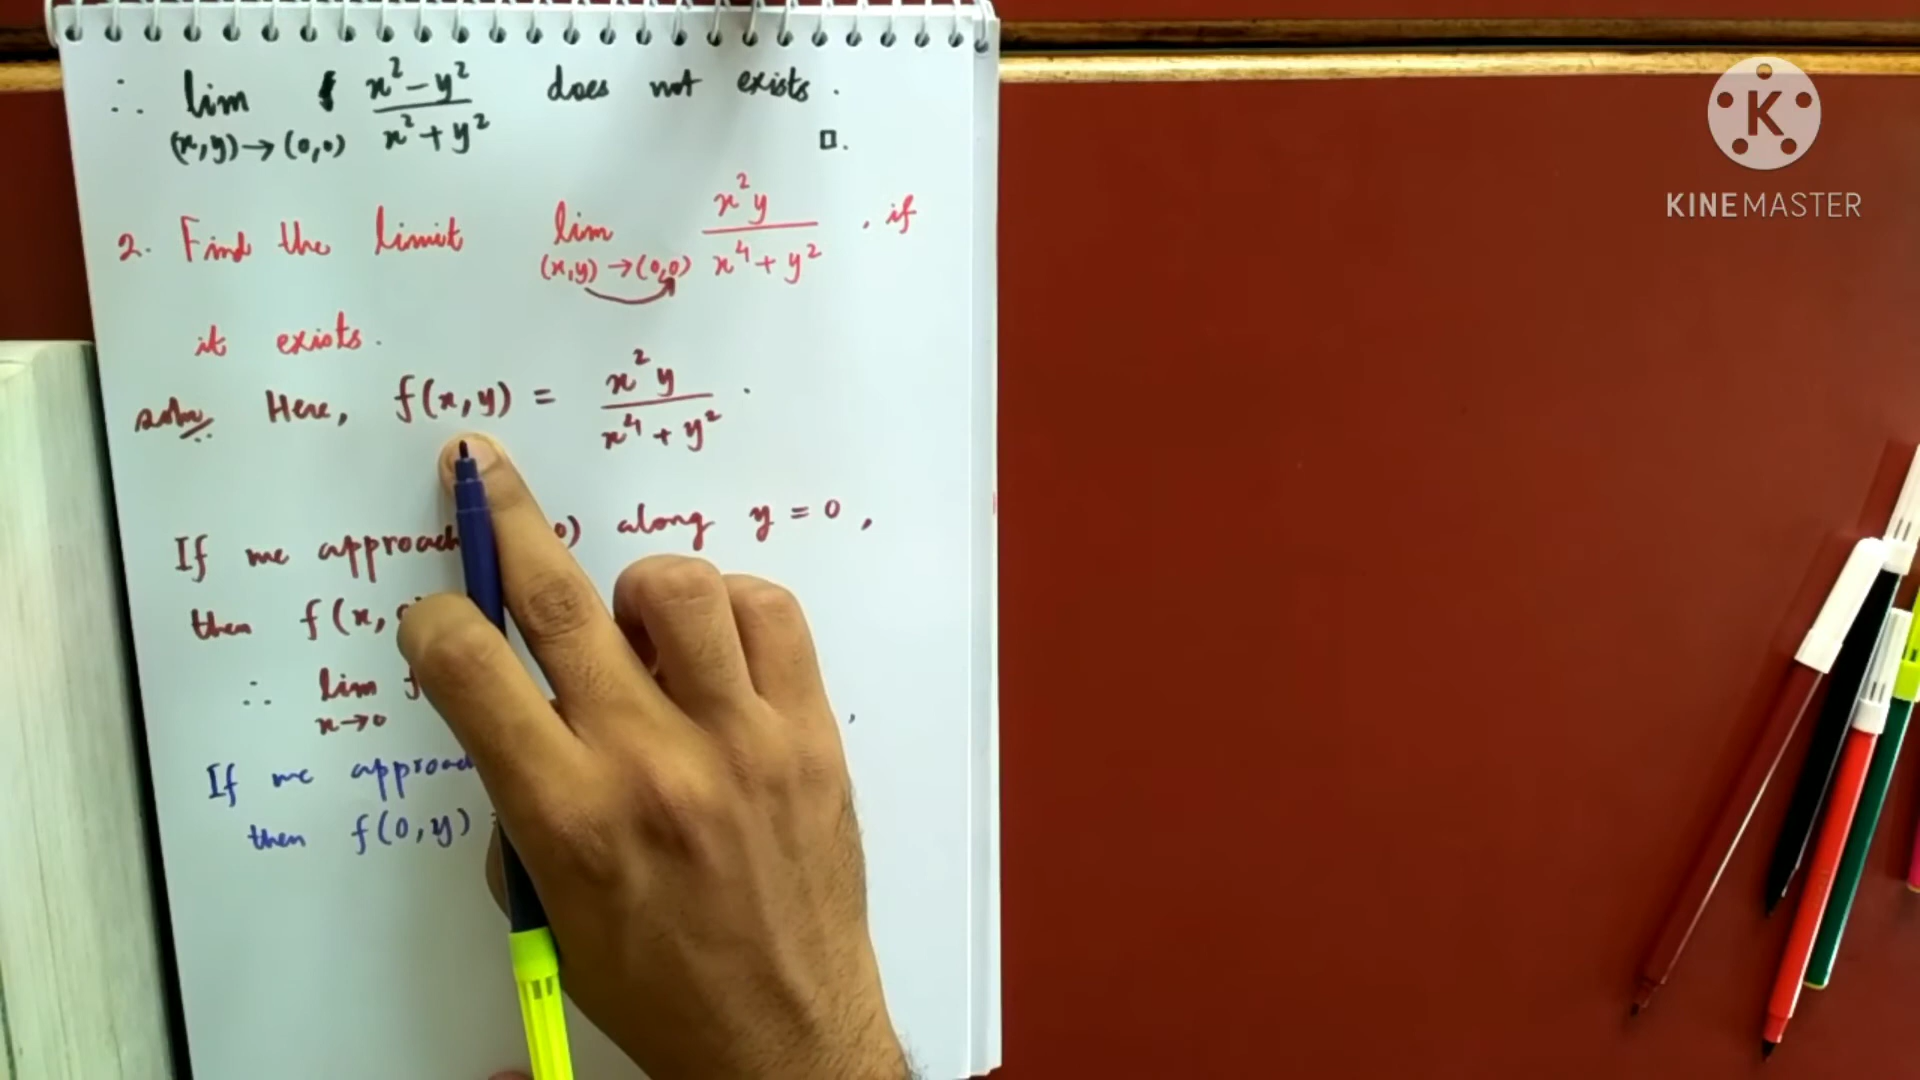 ∴ lim x² - y² / x² + y² does not exists.
(x,y)→(0,0)
2. Find the limit lim x²y / x⁴ + y² , if
(x,y)→(0,0)
it exists.
soln Here, f(x,y) = x²y / x⁴ + y² .
If we approach 0) along y = 0 ,
then f(x,
∴ lim f
x→0 ,
If we
then f(0,y)
K
KINEMASTER